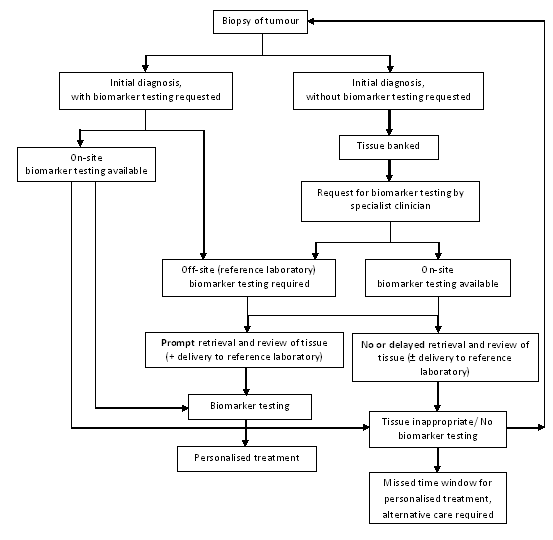 Biopsy of tumour
Initial diagnosis,
with biomarker testing requested
Initial diagnosis,
without biomarker testing requested
Tissue banked
On-site
biomarker testing available
Request for biomarker testing by
specialist clinician
Off-site (reference laboratory)
biomarker testing required
On-site
biomarker testing available
Prompt retrieval and review of tissue
(+ delivery to reference laboratory)
No or delayed retrieval and review of
tissue (± delivery to reference
laboratory)
Biomarker testing
Tissue inappropriate/ No
biomarker testing
Personalised treatment
Missed time window for
personalised treatment,
alternative care required